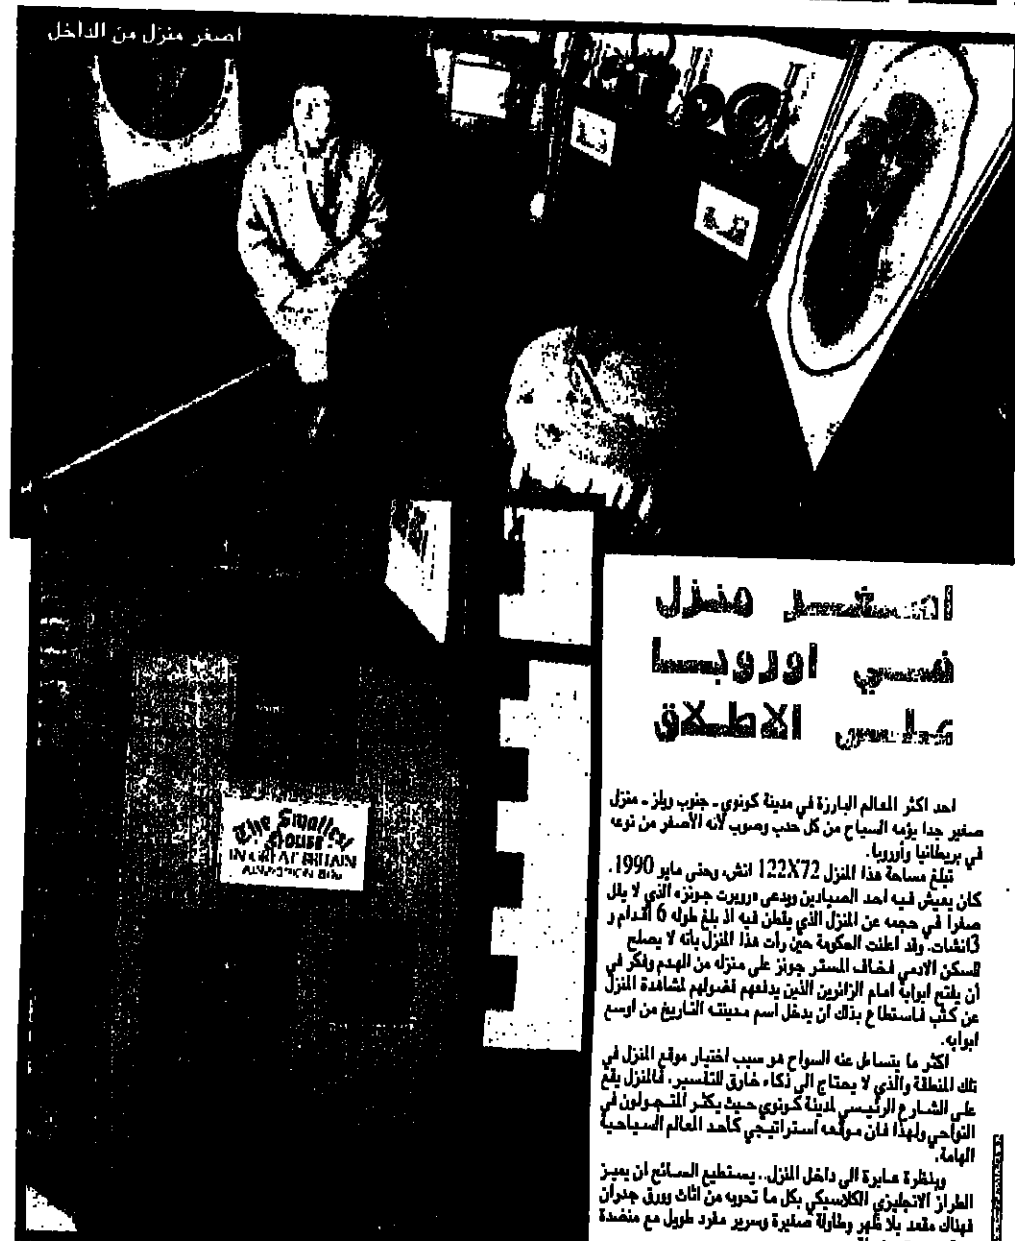 اصغر منزل من الداخل
اصغر منزل
في اوروبا
على الاطلاق
The Smallest
House
IN GREAT BRITAIN
احد اكثر المعالم البارزة في مدينة كونوي ـ جنوب ويلز ـ منزل
صغير جدا يؤمه السياح من كل حدب وصوب لأنه الأصغر من نوعه
في بريطانيا وأروربا.
تبلغ مساحة هذا المنزل 122X72 انش، وحتى مايو 1990،
كان يعيش فيه احد الصيادين ويدعى «روبرت جونز» الذي لا يقل
صغرا في حجمه عن المنزل الذي يقطن فيه اذ بلغ طوله 6 أقدام و
3انشات. وقد اعلنت الحكومة حين رأت هذا المنزل بأنه لا يصلح
للسكن الادمي فخاف المستر جونز على منزله من الهدم وفكر في
أن يفتح ابوابه امام الزائرين الذين يدفعهم فضولهم لمشاهدة المنزل
عن كثب فاستطاع بذلك ان يدخل اسم مدينته التاريخ من اوسع
ابوابه.
اكثر ما يتساءل عنه السواح هو سبب اختيار موقع المنزل في
تلك المنطقة والذي لا يحتاج الى ذكاء خارق للتفسير، فالمنزل يقع
على الشارع الرئيسي لمدينة كونوي حيث يكثر المتجولون في
النواحي ولهذا فان موقعه استراتيجي كأحد المعالم السياحية
الهامة.
وبنظرة عابرة الى داخل المنزل.. يستطيع السائح ان يميز
الطراز الانجليزي الكلاسيكي بكل ما تحويه من اثاث وورق جدران
فهناك مقعد بلا ظهر وطاولة صغيرة وسرير مفرد طويل مع منضدة